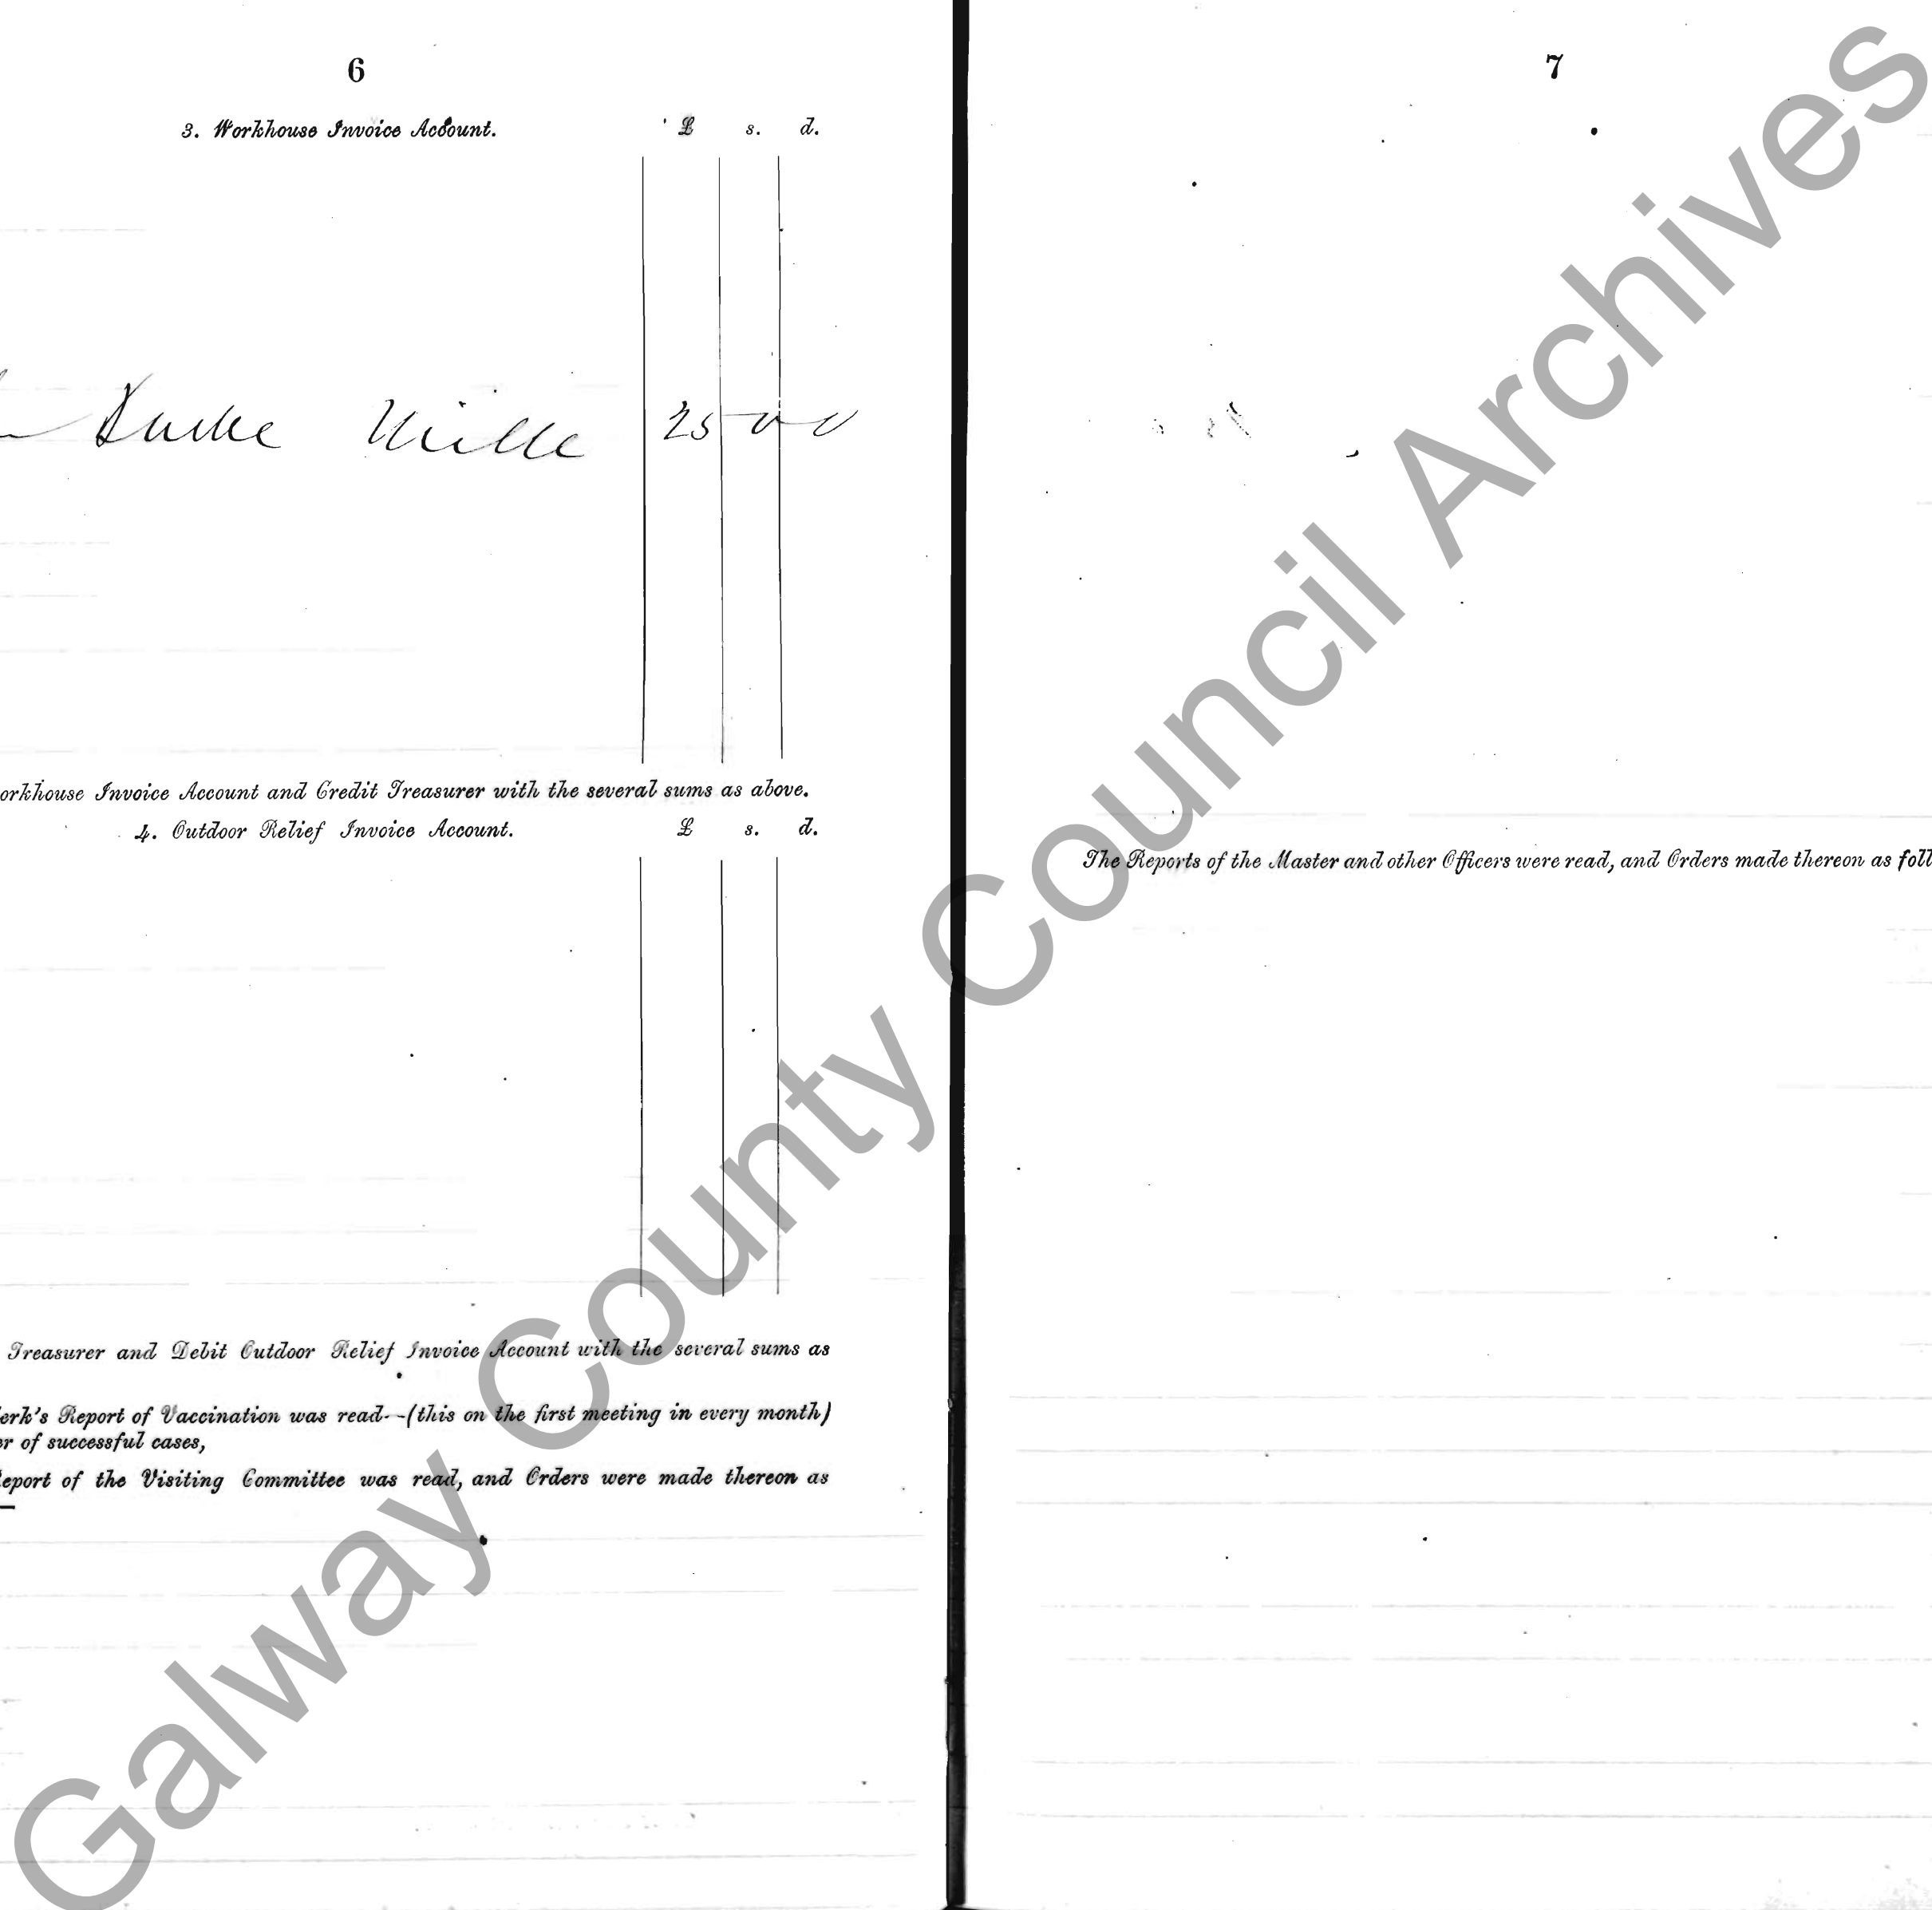 6
3. Workhouse Invoice Account. £ s. d.
Burke Milk 25 0 0
orkhouse Invoice Account and Credit Treasurer with the several sums as above.
4. Outdoor Relief Invoice Account. £ s. d.
Treasurer and Debit Outdoor Relief Invoice Account with the several sums as
erk's Report of Vaccination was read—(this on the first meeting in every month)
r of successful cases,
eport of the Visiting Committee was read, and Orders were made thereon as
7
The Reports of the Master and other Officers were read, and Orders made thereon as foll
Galway County Council Archives